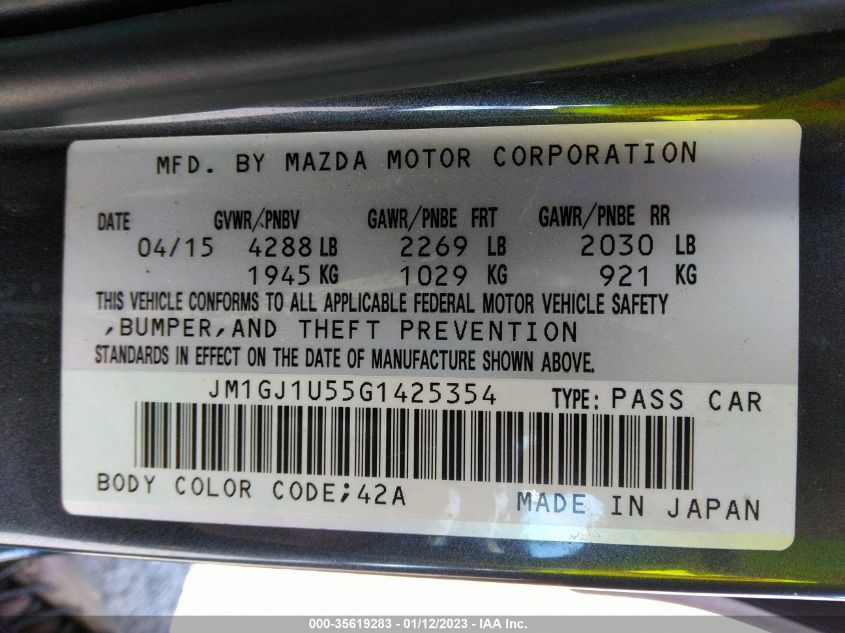 MFD. BY MAZDA MOTOR CORPORATION
DATE GVWR/PNBV GAWR/PNBE FRT GAWR/PNBE RR
04/15 4288 LB 2269 LB 2030 LB
1945 KG 1029 KG 921 KG
THIS VEHICLE CONFORMS TO ALL APPLICABLE FEDERAL MOTOR VEHICLE SAFETY
,BUMPER,AND THEFT PREVENTION
STANDARDS IN EFFECT ON THE DATE OF MANUFACTURE SHOWN ABOVE.
JM1GJ1U55G1425354 TYPE: PASS CAR
BODY COLOR CODE;42A MADE IN JAPAN
000-35619283 - 01/12/2023 - IAA Inc.